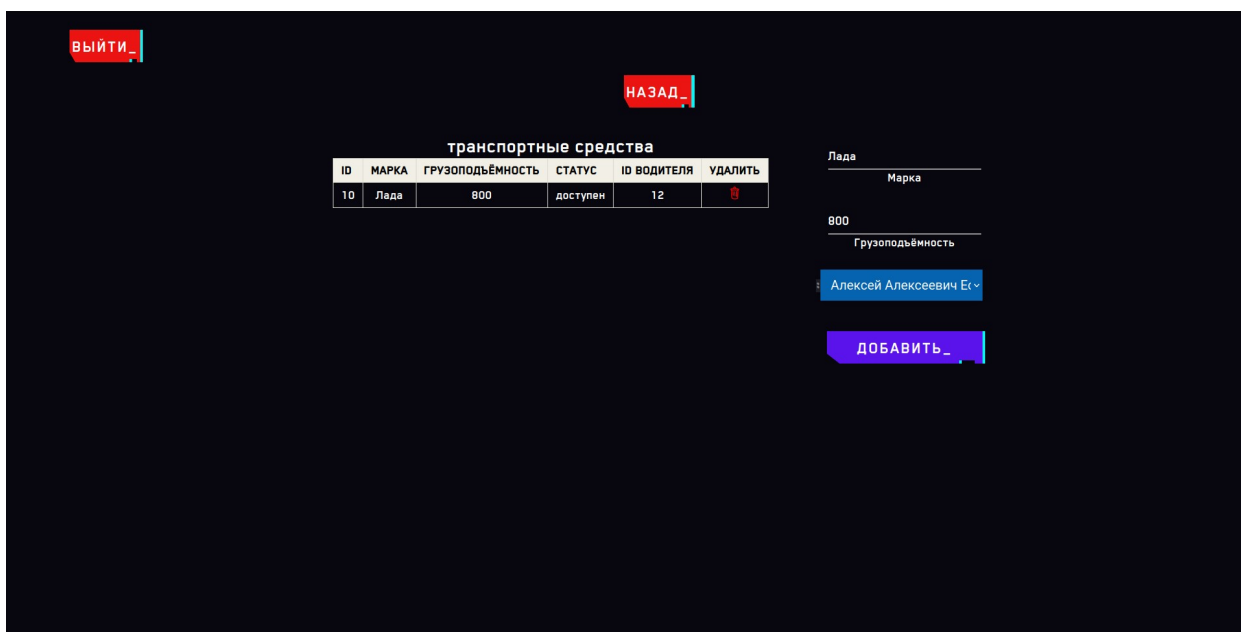 ВЫЙТИ_
НАЗАД_
транспортные средства
ID МАРКА ГРУЗОПОДЪЁМНОСТЬ СТАТУС ID ВОДИТЕЛЯ УДАЛИТЬ
10 Лада 800 доступен 12
Лада
Марка
800
Грузоподъёмность
Алексей Алексеевич
ДОБАВИТЬ_